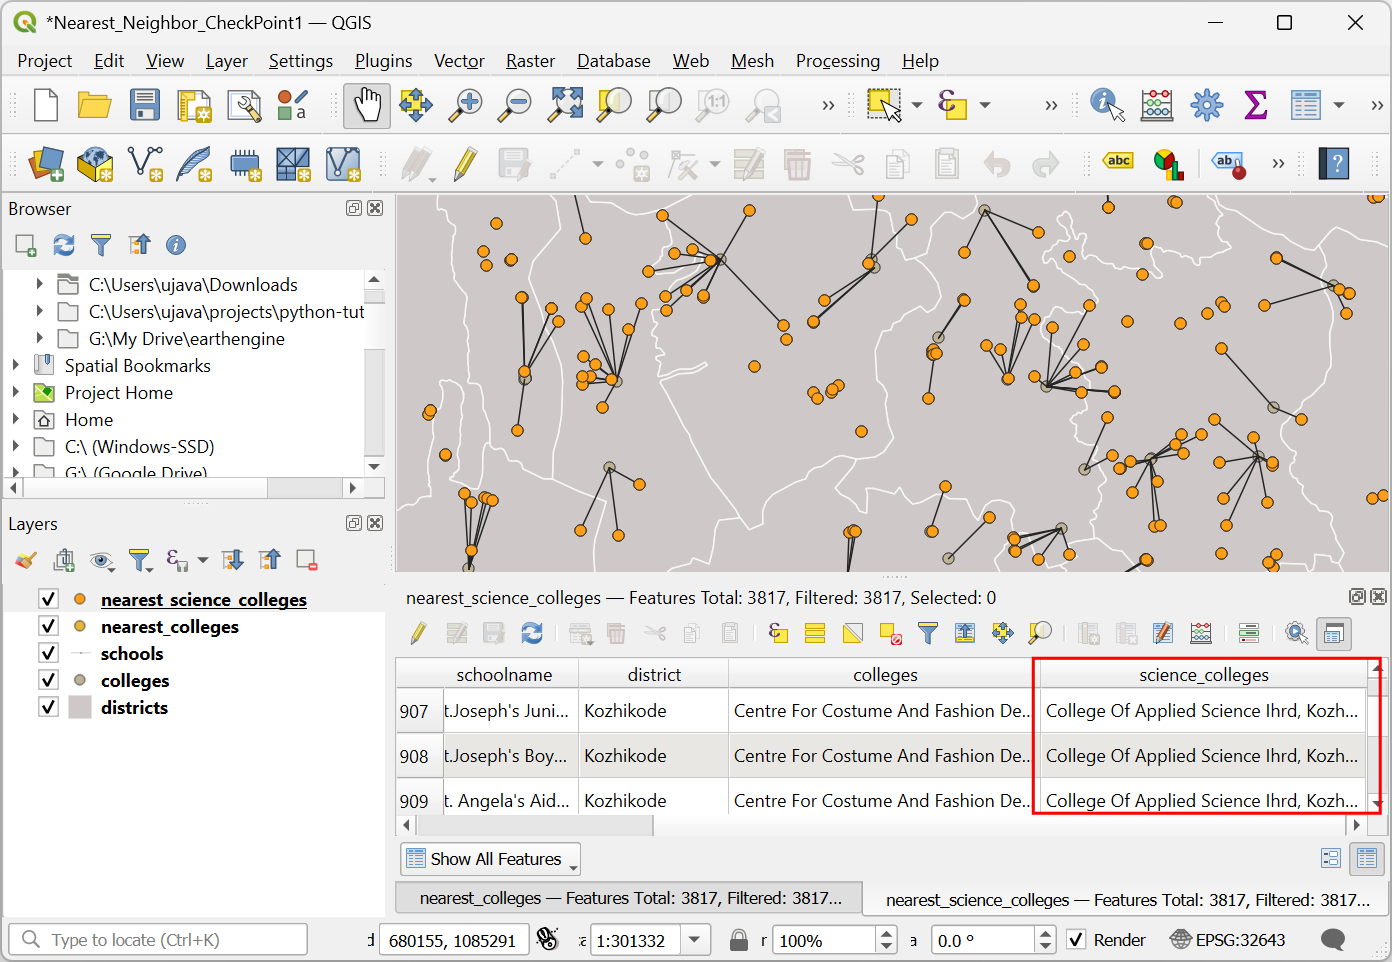 *Nearest_Neighbor_CheckPoint1 — QGIS
Project Edit View Layer Settings Plugins Vector Raster Database Web Mesh Processing Help
Browser
C:\Users\ujava\Downloads
C:\Users\ujava\projects\python-tut
G:\My Drive\earthengine
Spatial Bookmarks
Project Home
Home
C:\ (Windows-SSD)
G:\ (Google Drive)
Layers
nearest_science_colleges
nearest_colleges
schools
colleges
districts
nearest_science_colleges — Features Total: 3817, Filtered: 3817, Selected: 0
schoolname district colleges science_colleges
907 t.Joseph's Juni... Kozhikode Centre For Costume And Fashion De... College Of Applied Science Ihrd, Kozh...
908 t.Joseph's Boy... Kozhikode Centre For Costume And Fashion De... College Of Applied Science Ihrd, Kozh...
909 t. Angela's Aid... Kozhikode Centre For Costume And Fashion De... College Of Applied Science Ihrd, Kozh...
Show All Features
nearest_colleges — Features Total: 3817, Filtered: 3817...
nearest_science_colleges — Features Total: 3817, Filtered: 3817...
Type to locate (Ctrl+K) 680155, 1085291 1:301332 100% 0.0 ° Render EPSG:32643